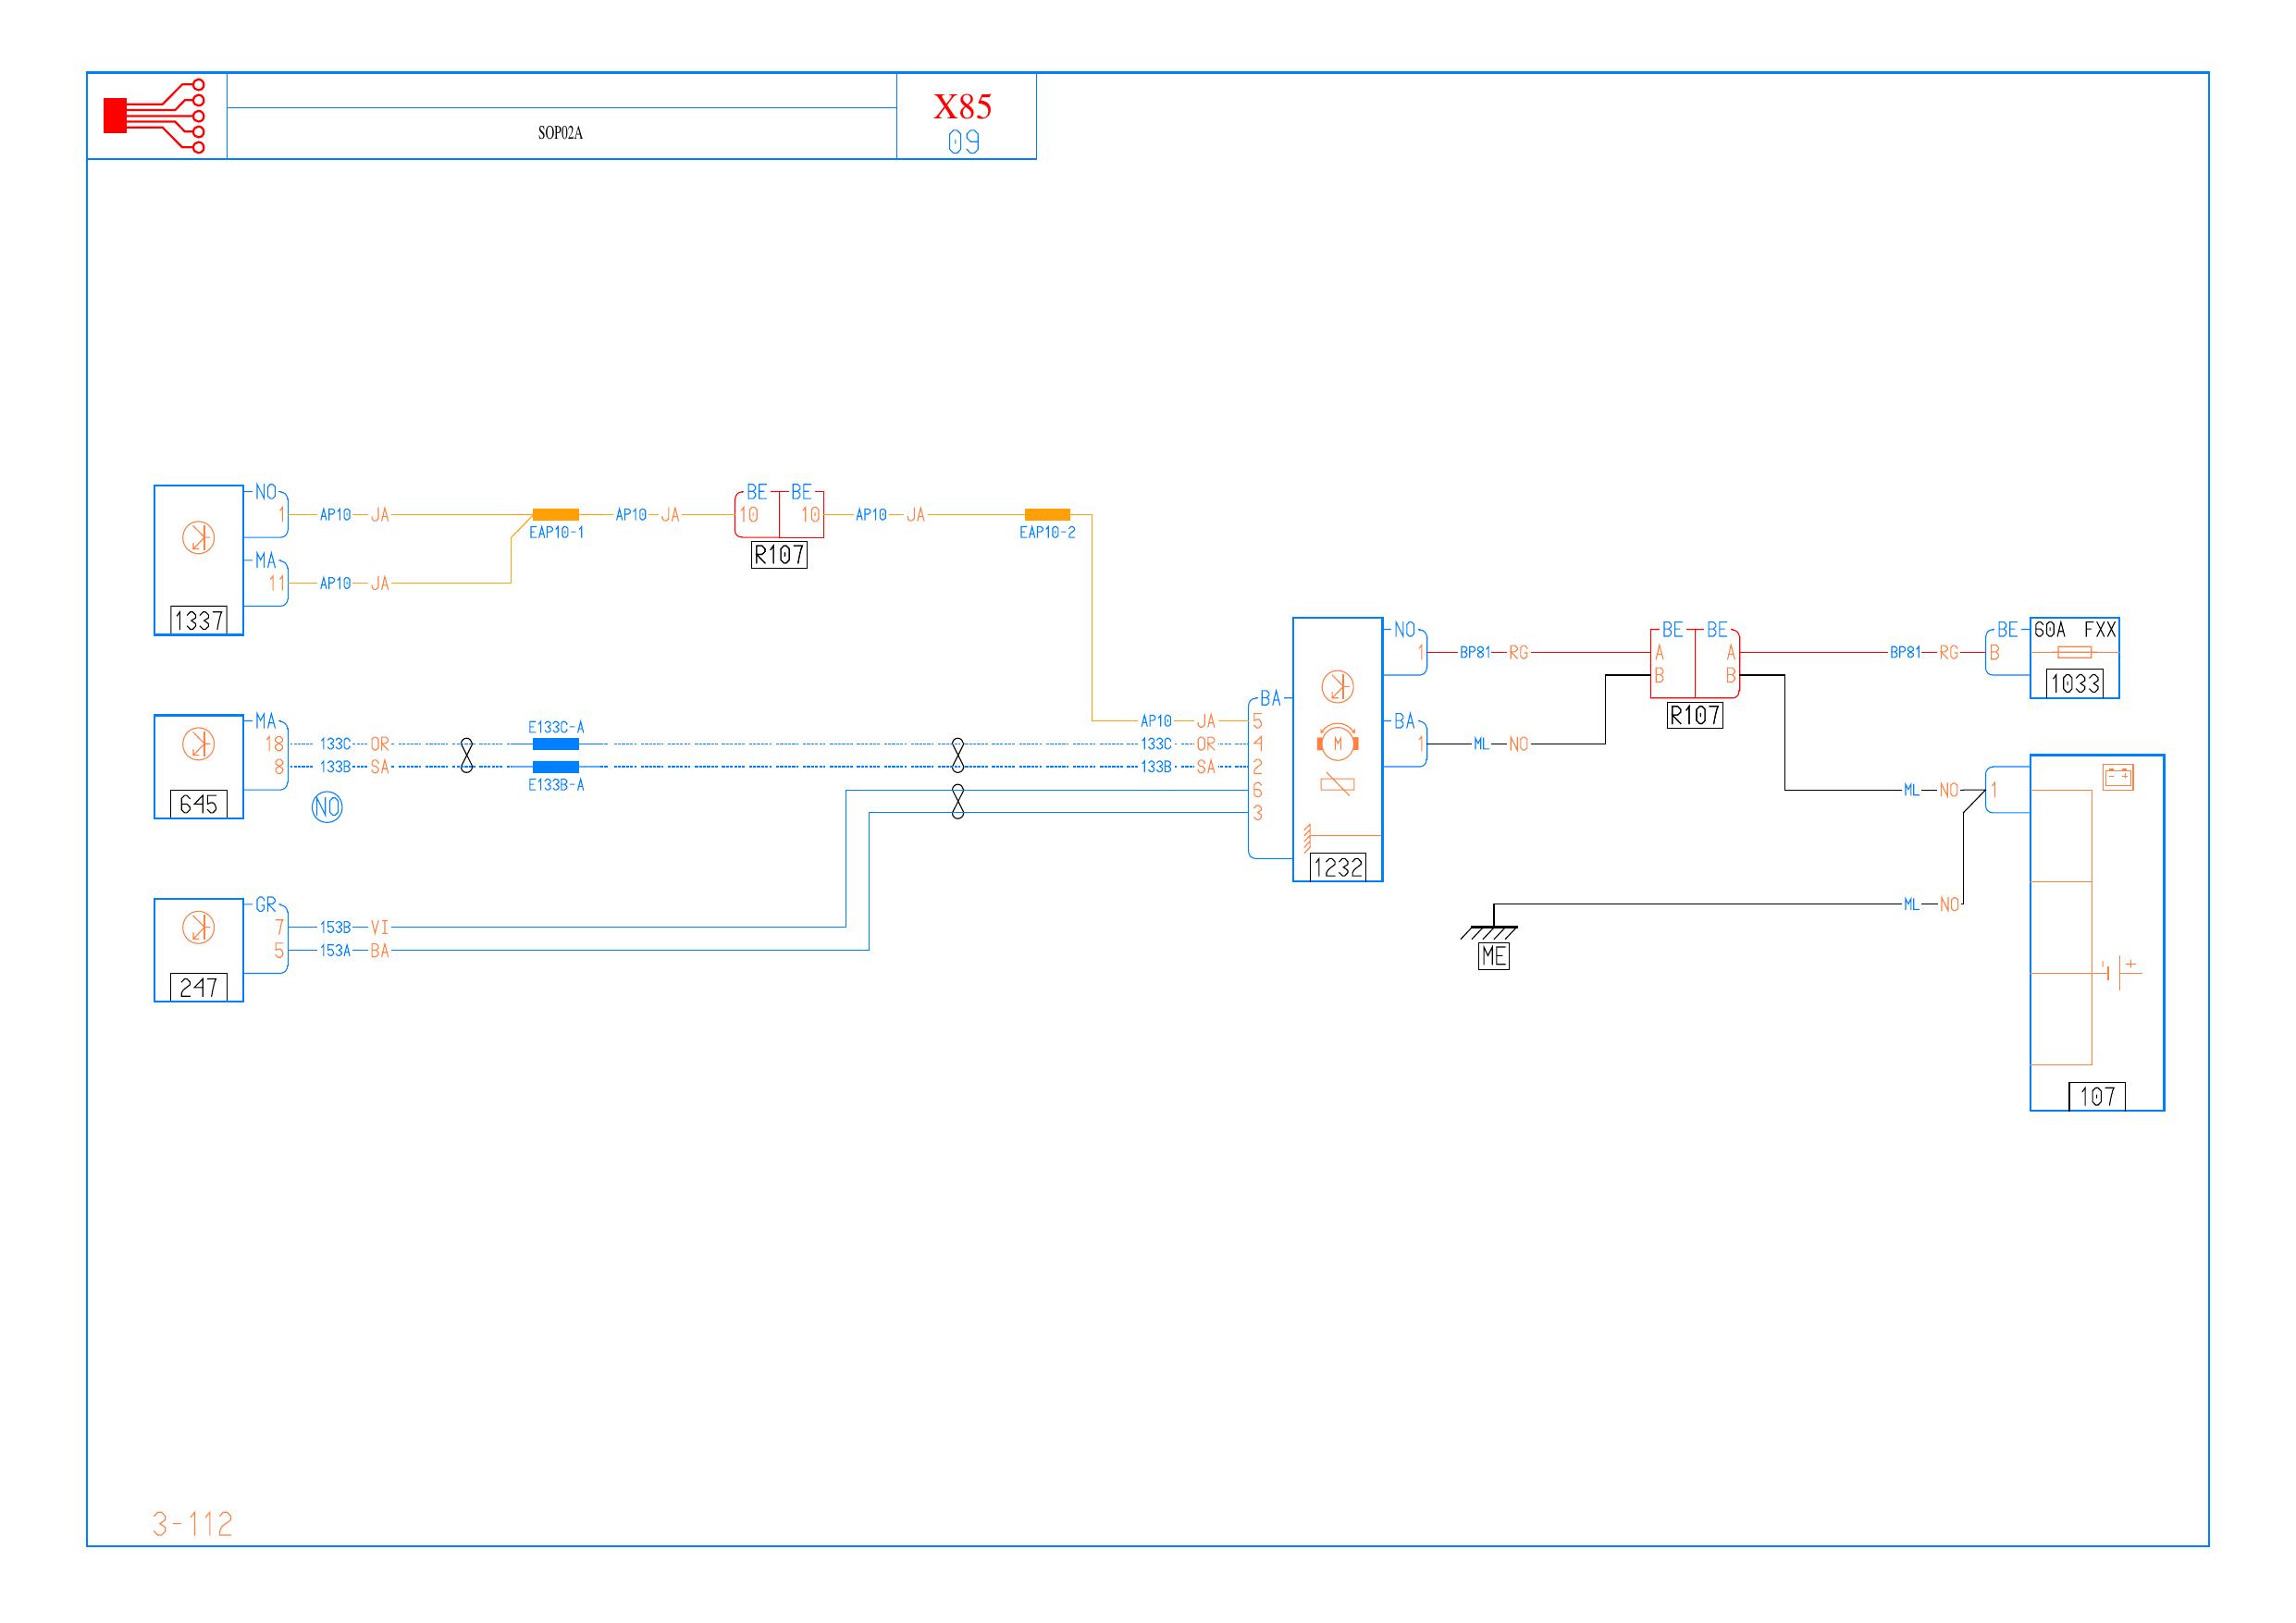 X85
SOP02A
09
NO
1 AP10 JA EAP10-1 AP10 JA
BE BE
10 10
R107
AP10 JA EAP10-2
MA
11 AP10 JA
1337
NO
1 BP81 RG
BE BE
A A
B B
R107
BP81 RG
BE
B
60A FXX
1033
MA
18 133C OR
E133C-A
8 133B SA
E133B-A
645
NO
BA
AP10 JA 5
133C OR 4
133B SA 2
6
3
M
1232
BA
1 ML NO
ML NO 1
- +
ML NO
ME
GR
7 153B VI
5 153A BA
247
- +
107
3-112